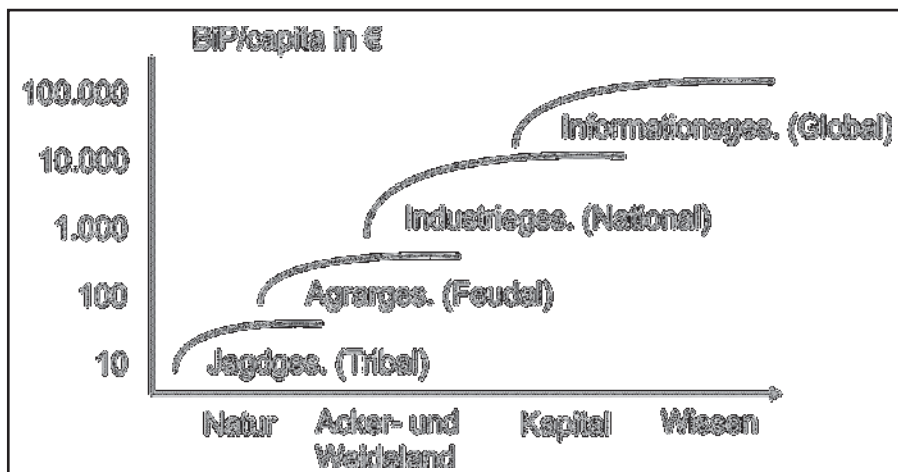 BIP/capita in €
100.000
Informationsges. (Global)
10.000
Industrieges. (National)
1.000
Agrarges. (Feudal)
100
Jagdges. (Tribal)
10
Natur
Acker- und
Weideland
Kapital
Wissen